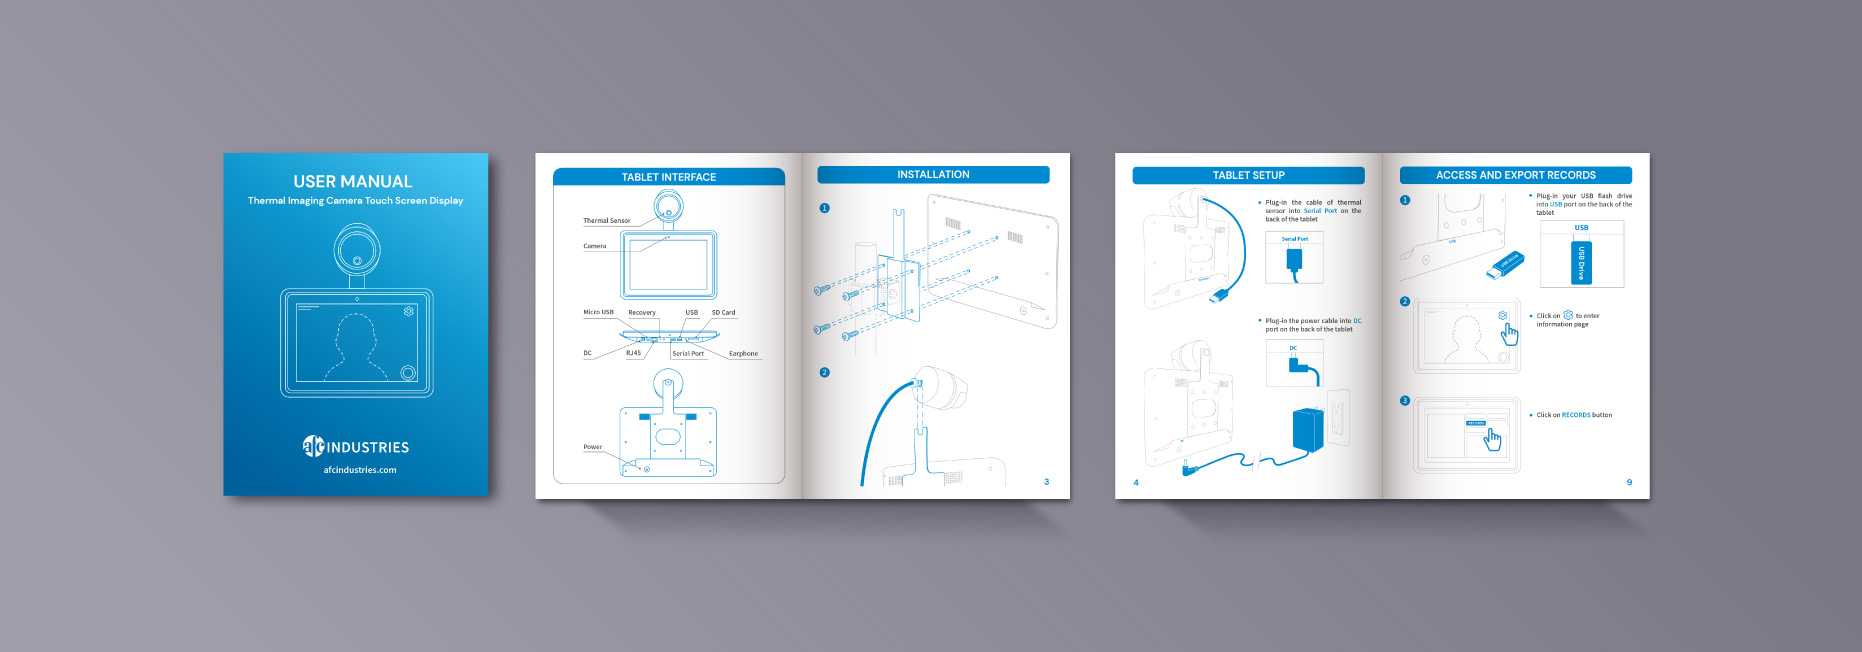 USER MANUAL
Thermal Imaging Camera Touch Screen Display
afc INDUSTRIES
afcindustries.com
TABLET INTERFACE
Thermal Sensor
Camera
Micro USB
Recovery
USB
SD Card
DC
RJ45
Serial Port
Earphone
Power
INSTALLATION
1
2
3
TABLET SETUP
• Plug-in the cable of thermal
sensor into Serial Port on the
back of the tablet
Serial Port
• Plug-in the power cable into DC
port on the back of the tablet
DC
4
ACCESS AND EXPORT RECORDS
1
• Plug-in your USB flash drive
into USB port on the back of the
tablet
USB
USB Drive
USB
USB Drive
2
• Click on to enter
information page
3
• Click on RECORDS button
RECORDS
9